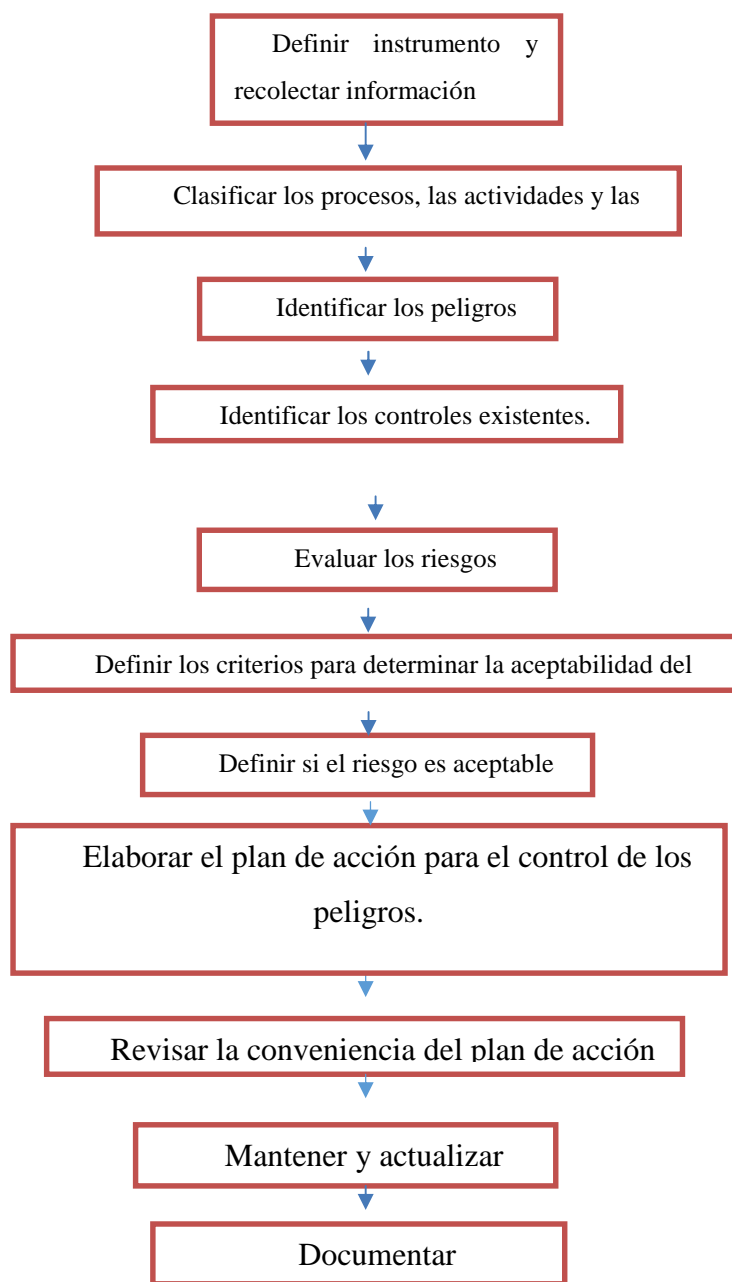 Definir instrumento y
recolectar información
Clasificar los procesos, las actividades y las
Identificar los peligros
Identificar los controles existentes.
Evaluar los riesgos
Definir los criterios para determinar la aceptabilidad del
Definir si el riesgo es aceptable
Elaborar el plan de acción para el control de los
peligros.
Revisar la conveniencia del plan de acción
Mantener y actualizar
Documentar